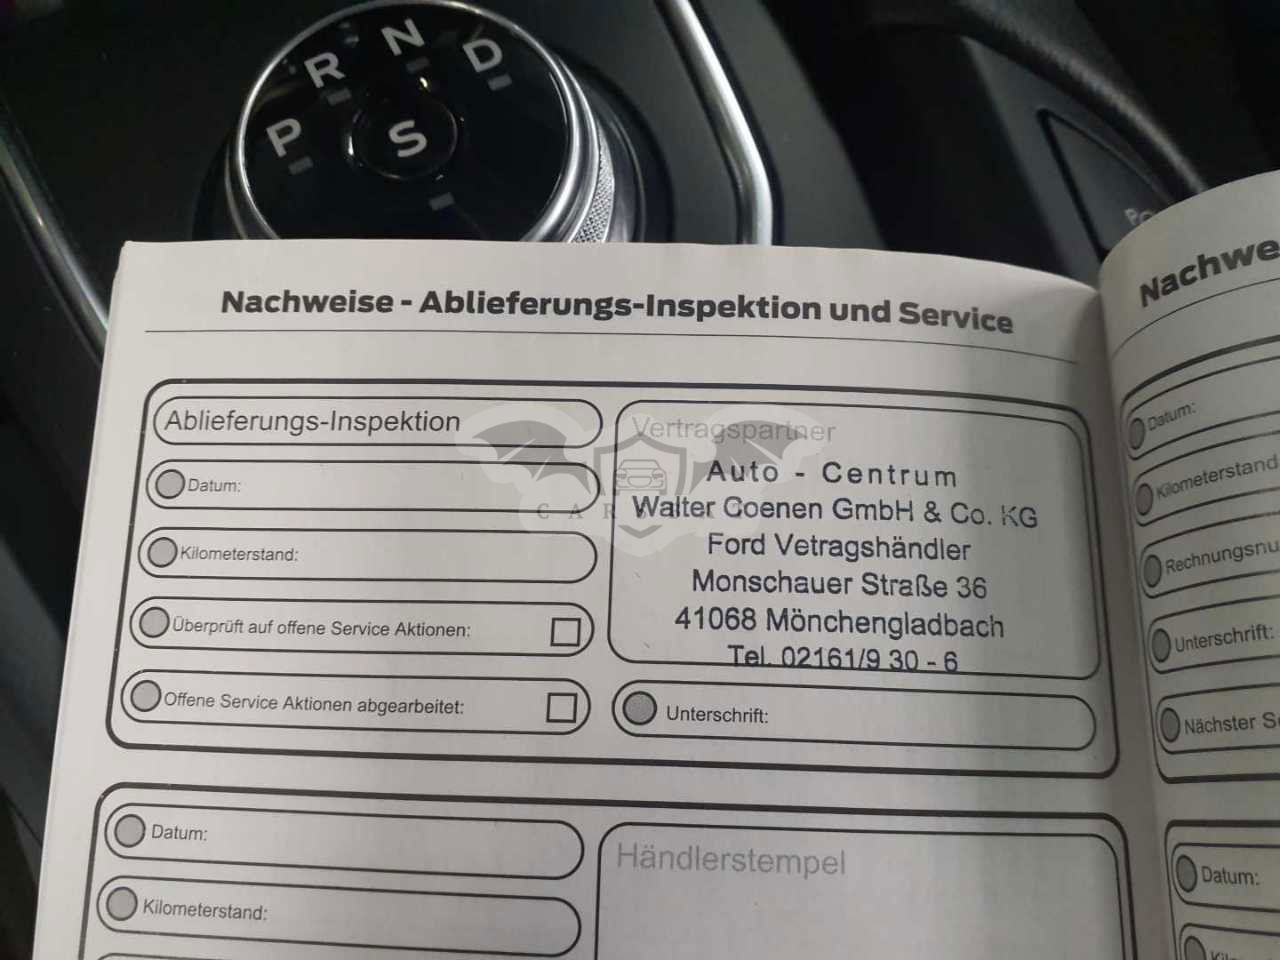 P R N D
S
Nachweise - Ablieferungs-Inspektion und Service
Ablieferungs-Inspektion
Datum:
Kilometerstand:
Überprüft auf offene Service Aktionen:
Offene Service Aktionen abgearbeitet:
Vertragspartner
Auto - Centrum
Walter Coenen GmbH & Co. KG
Ford Vetragshändler
Monschauer Straße 36
41068 Mönchengladbach
Tel. 02161/9 30 - 6
Unterschrift:
Datum:
Kilometerstand:
Händlerstempel
Nachwe
Datum:
Kilometerstand
Rechnungsnu
Unterschrift:
Nächster Se
Datum: